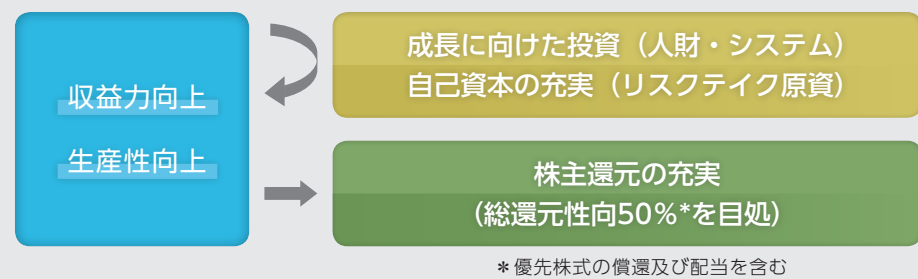 収益力向上
生産性向上
成長に向けた投資（人財・システム）
自己資本の充実（リスクテイク原資）
株主還元の充実
(総還元性向50%*を目処)
＊優先株式の償還及び配当を含む